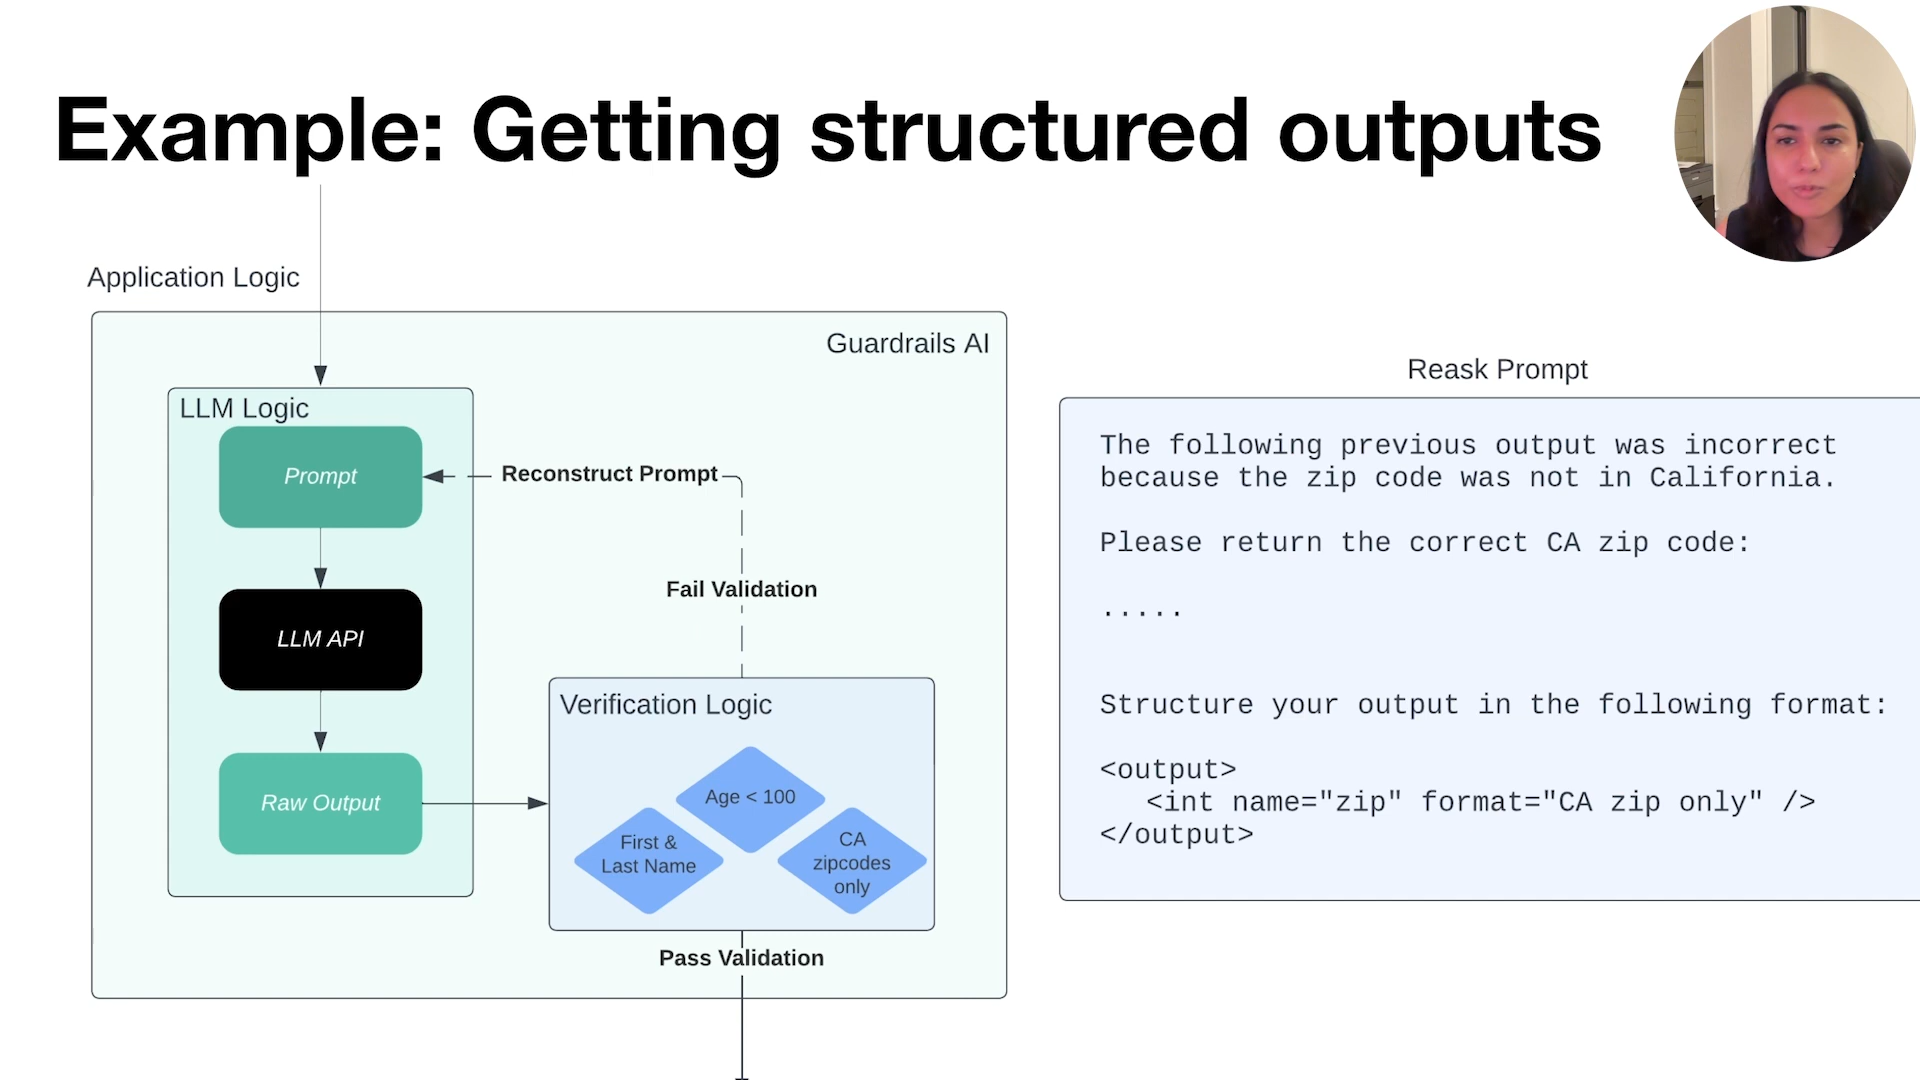 Example: Getting structured outputs
Application Logic
Guardrails AI
LLM Logic
Prompt
Reconstruct Prompt
Fail Validation
LLM API
Verification Logic
Raw Output
Age < 100
First &
Last Name
CA
zipcodes
only
Pass Validation
Reask Prompt
The following previous output was incorrect
because the zip code was not in California.
Please return the correct CA zip code:
.....
Structure your output in the following format:
<output>
<int name="zip" format="CA zip only" />
</output>